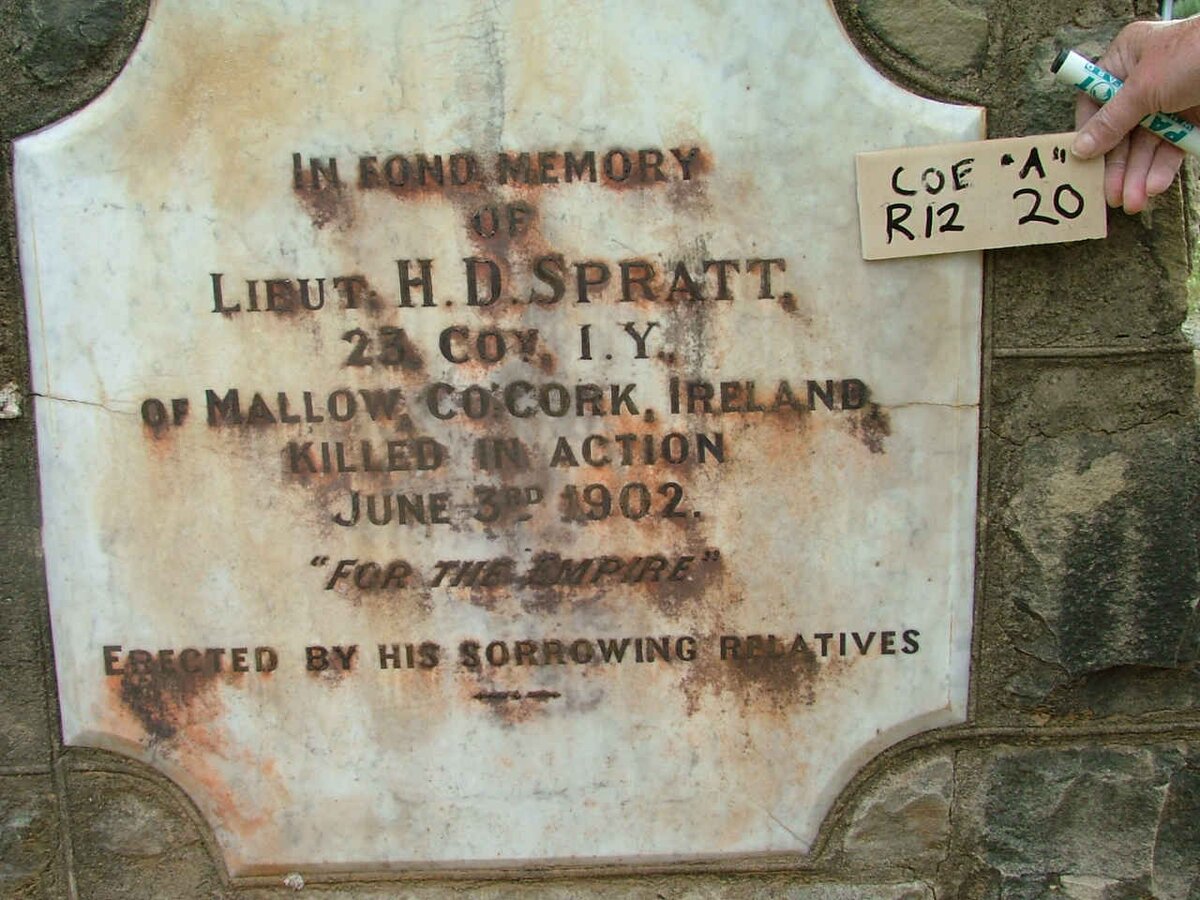 IN FOND MEMORY
OF
LIEUT. H. D. SPRATT,
23 COY. I. Y.,
OF MALLOW, CO: CORK, IRELAND,
KILLED IN ACTION
JUNE 3RD 1902.
"FOR THE EMPIRE"
ERECTED BY HIS SORROWING RELATIVES
COE "A"
R12 20